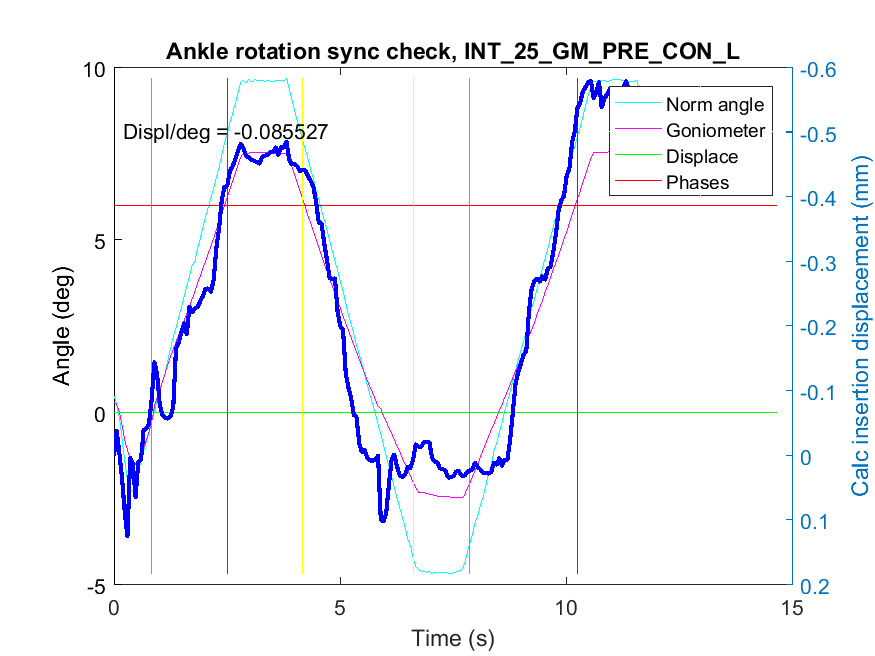 Ankle rotation sync check, INT_25_GM_PRE_CON_L
10
5
0
-5
Angle (deg)
Displ/deg = -0.085527
Norm angle
Goniometer
Displace
Phases
-0.6
-0.5
-0.4
-0.3
-0.2
-0.1
0
0.1
0.2
Calc insertion displacement (mm)
0
5
10
15
Time (s)